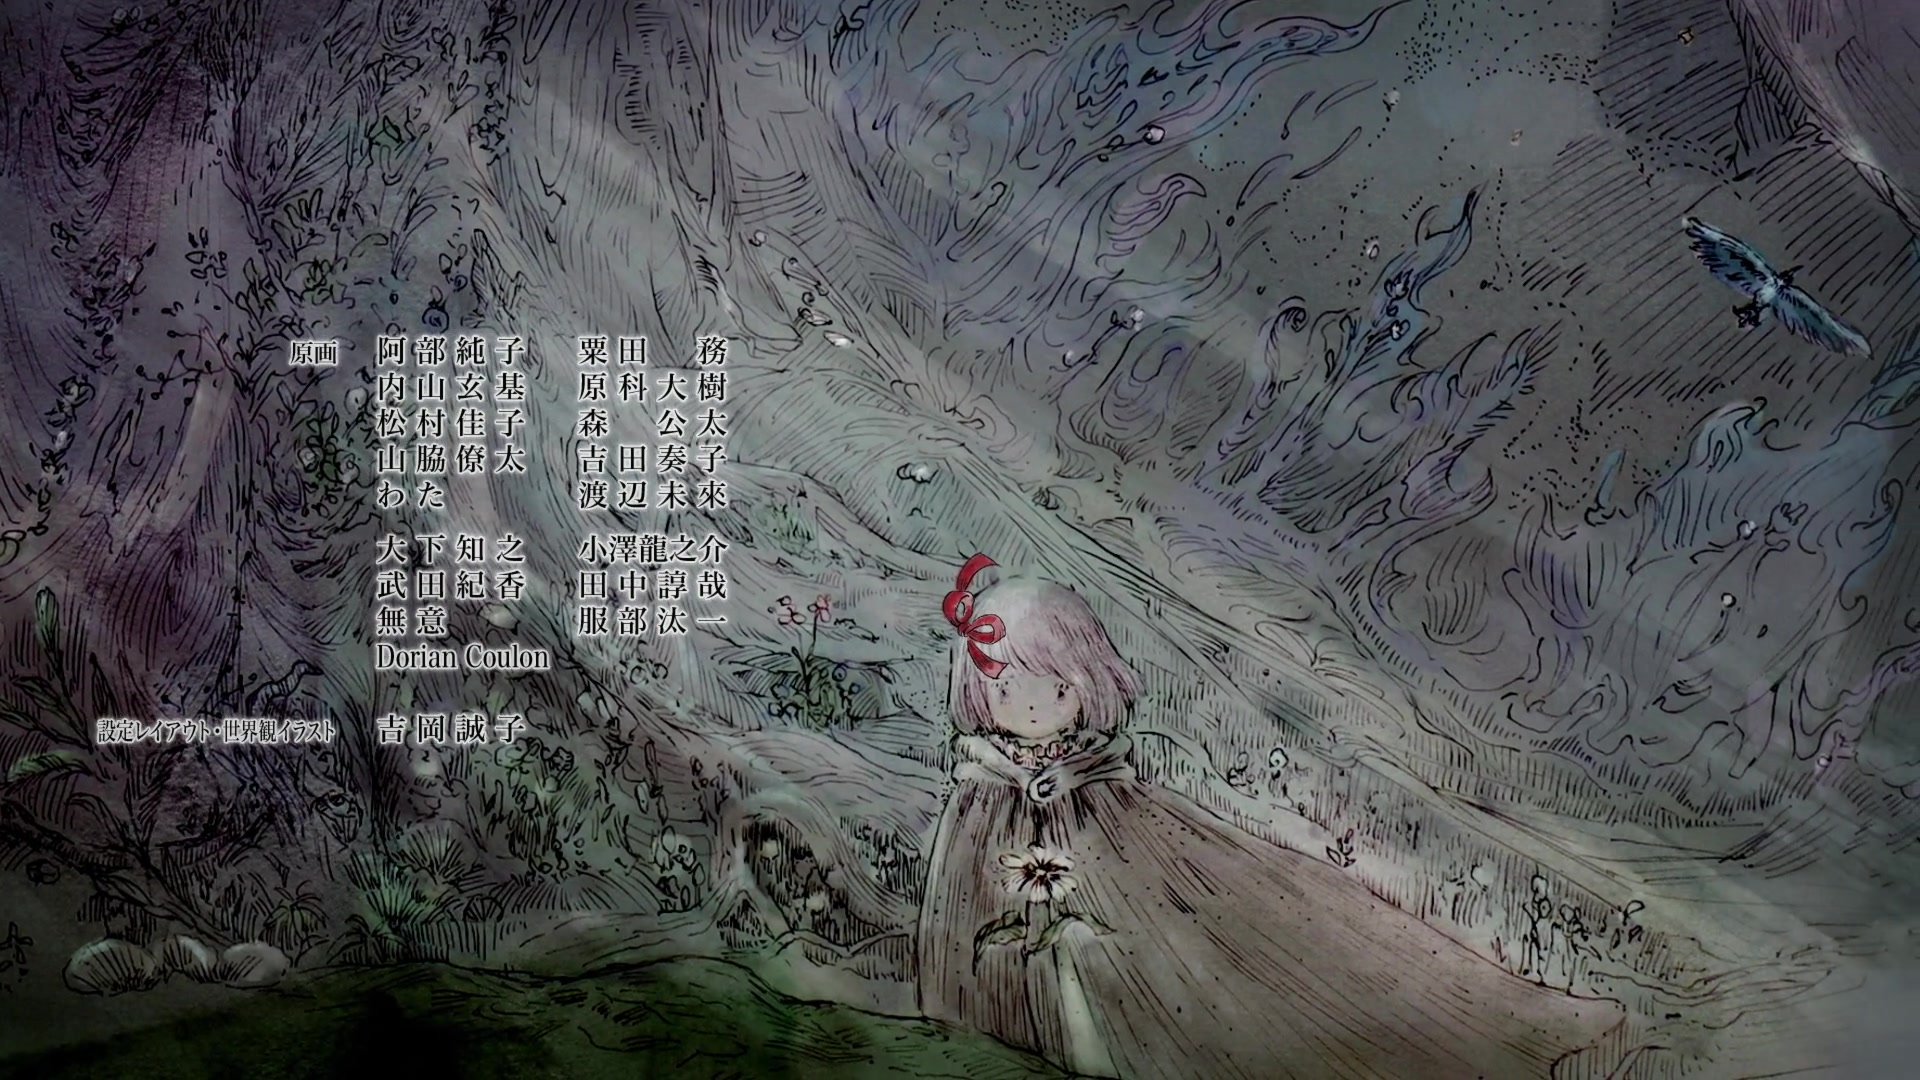 原画 阿部純子 粟田 務
内山玄基 原科大樹
松村佳子 森 公太
山脇僚太 吉田奏子
わた 渡辺未來
大下知之 小澤龍之介
武田紀香 田中諄哉
無意 服部汰一
Dorian Coulon
設定レイアウト・世界観イラスト 吉岡誠子